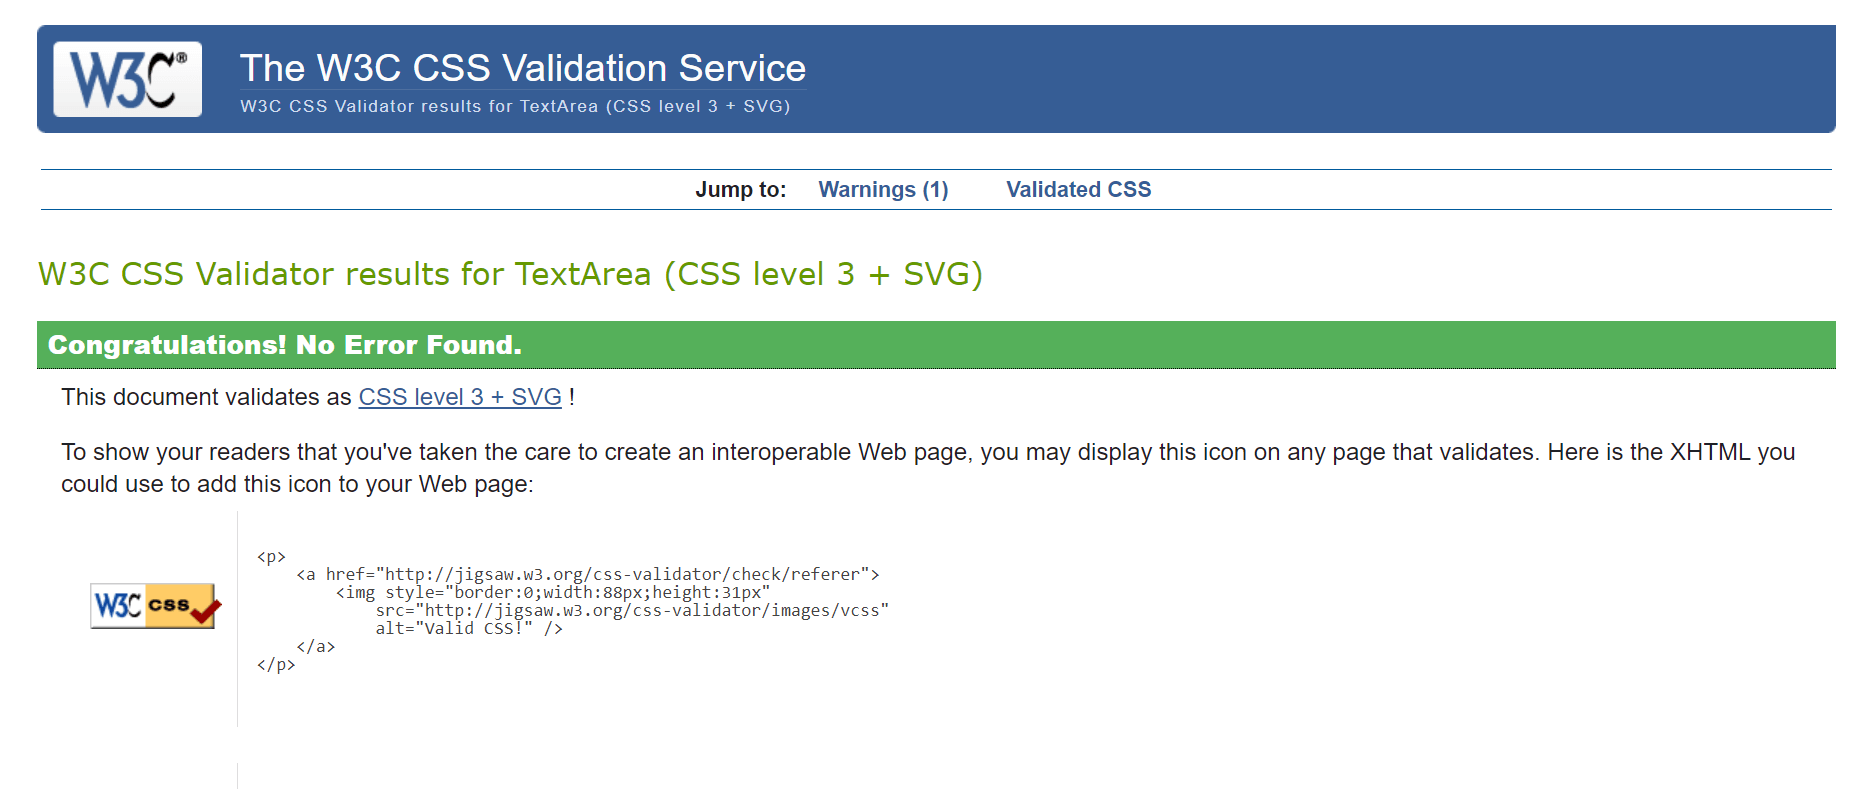 W3C®
The W3C CSS Validation Service
W3C CSS Validator results for TextArea (CSS level 3 + SVG)
Jump to: Warnings (1) Validated CSS
W3C CSS Validator results for TextArea (CSS level 3 + SVG)
Congratulations! No Error Found.
This document validates as CSS level 3 + SVG !
To show your readers that you've taken the care to create an interoperable Web page, you may display this icon on any page that validates. Here is the XHTML you
could use to add this icon to your Web page:
W3C css
<p>
    <a href="http://jigsaw.w3.org/css-validator/check/referer">
        <img style="border:0;width:88px;height:31px"
            src="http://jigsaw.w3.org/css-validator/images/vcss"
            alt="Valid CSS!" />
    </a>
</p>